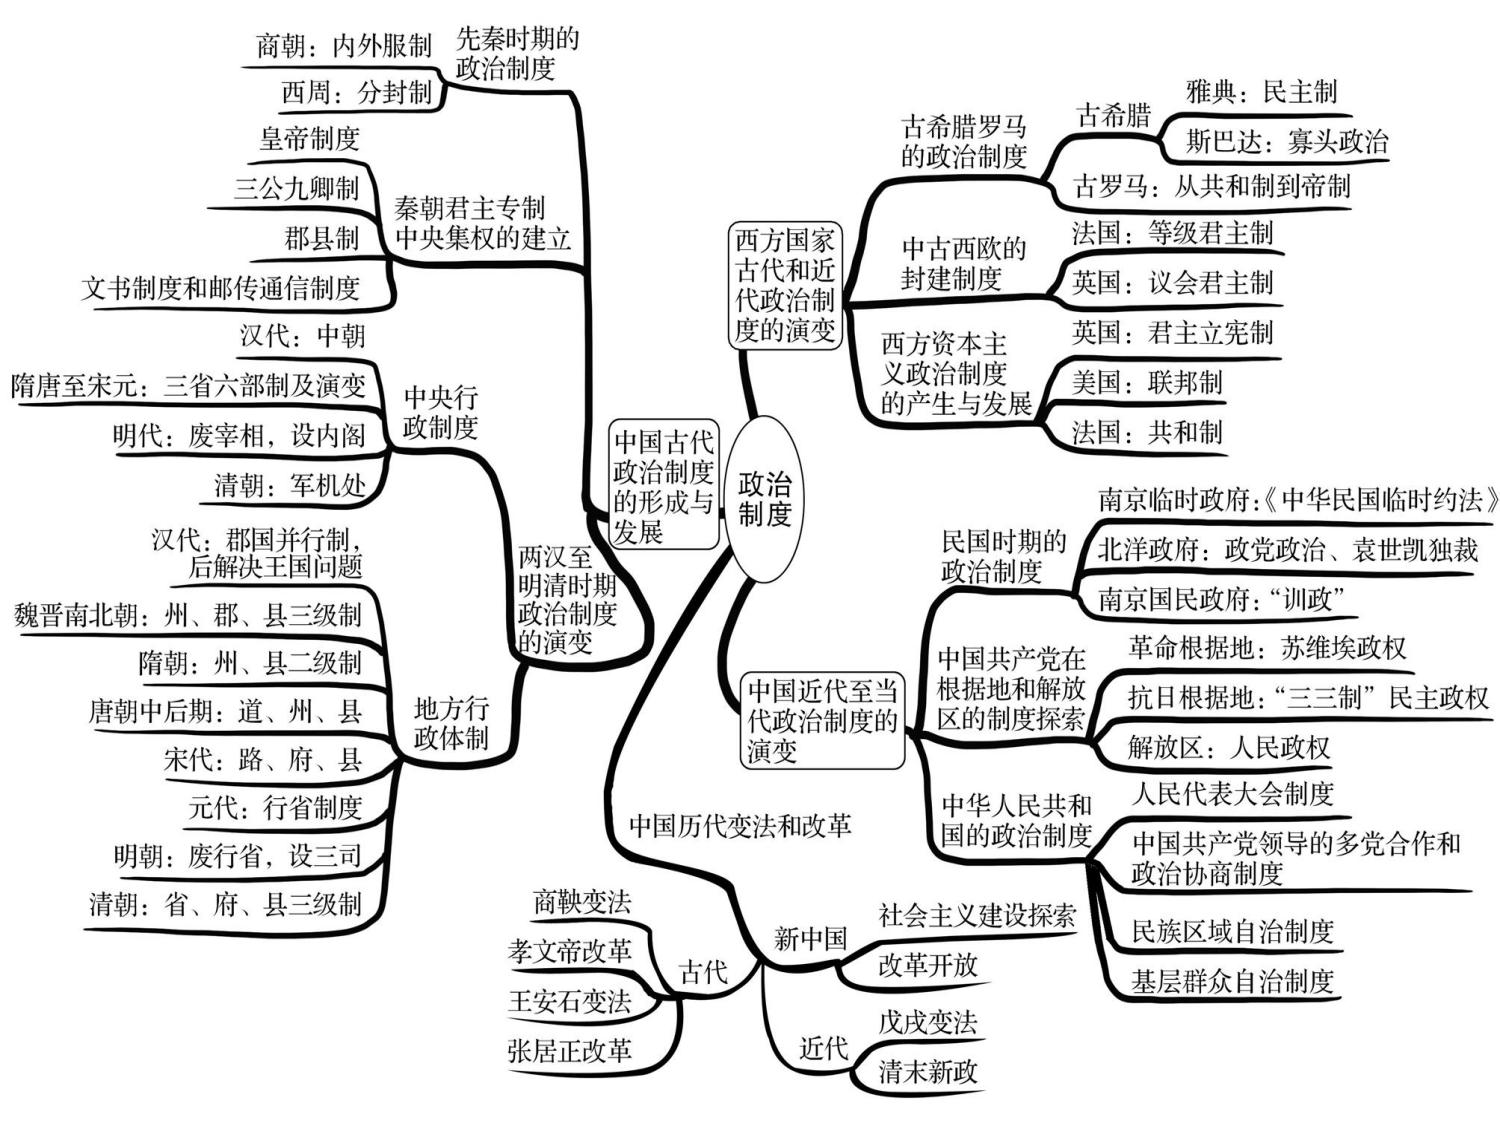 政治
制度
中国古代
政治制度
的形成与
发展
先秦时期的
政治制度
商朝：内外服制
西周：分封制
秦朝君主专制
中央集权的建立
皇帝制度
三公九卿制
郡县制
文书制度和邮传通信制度
两汉至
明清时期
政治制度
的演变
中央行
政制度
汉代：中朝
隋唐至宋元：三省六部制及演变
明代：废宰相，设内阁
清朝：军机处
地方行
政体制
汉代：郡国并行制，
后解决王国问题
魏晋南北朝：州、郡、县三级制
隋朝：州、县二级制
唐朝中后期：道、州、县
宋代：路、府、县
元代：行省制度
明朝：废行省，设三司
清朝：省、府、县三级制
西方国家
古代和近
代政治制
度的演变
古希腊罗马
的政治制度
古希腊
雅典：民主制
斯巴达：寡头政治
古罗马：从共和制到帝制
中古西欧的
封建制度
法国：等级君主制
英国：议会君主制
西方资本主
义政治制度
的产生与发展
英国：君主立宪制
美国：联邦制
法国：共和制
中国近代至当
代政治制度的
演变
民国时期的
政治制度
南京临时政府：《中华民国临时约法》
北洋政府：政党政治、袁世凯独裁
南京国民政府：“训政”
中国共产党在
根据地和解放
区的制度探索
革命根据地：苏维埃政权
抗日根据地：“三三制”民主政权
解放区：人民政权
中华人民共和
国的政治制度
人民代表大会制度
中国共产党领导的多党合作和
政治协商制度
民族区域自治制度
基层群众自治制度
中国历代变法和改革
古代
商鞅变法
孝文帝改革
王安石变法
张居正改革
新中国
社会主义建设探索
改革开放
近代
戊戌变法
清末新政